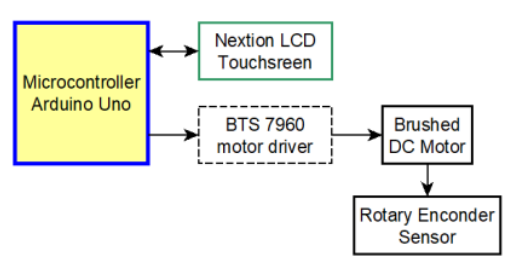 Nextion LCD
Touchsreen
Microcontroller
Arduino Uno
BTS 7960
motor driver
Brushed
DC Motor
Rotary Enconder
Sensor